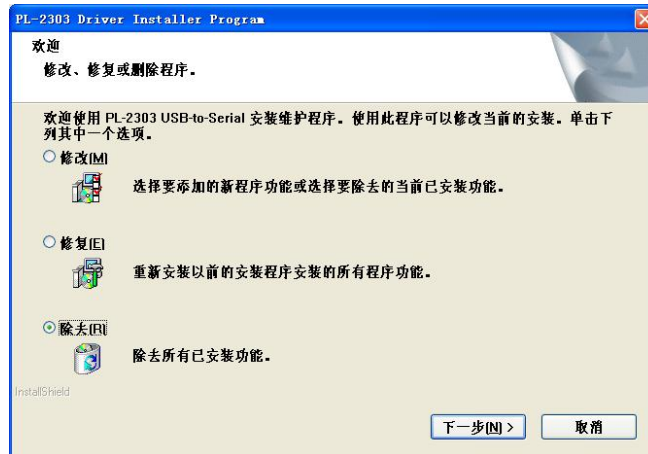 PL-2303 Driver Installer Program
欢迎
修改、修复或删除程序。
欢迎使用 PL-2303 USB-to-Serial 安装维护程序。使用此程序可以修改当前的安装。单击下
列其中一个选项。
修改(M)
选择要添加的新程序功能或选择要除去的当前已安装功能。
修复(E)
重新安装以前的安装程序安装的所有程序功能。
除去(R)
除去所有已安装功能。
InstallShield
下一步(N) >
取消